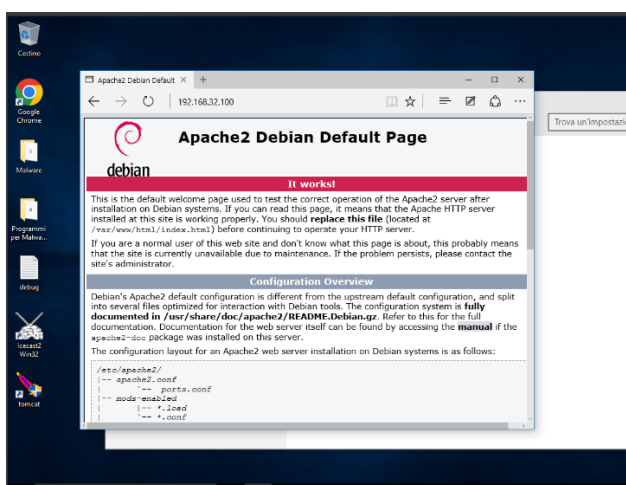 Cestino
Google
Chrome
Malware
Programmi
per Malwa...
debug
Icecast2
Win32
tomcat
Apache2 Debian Default
192.168.32.100
Trova un'impostazi
debian
Apache2 Debian Default Page
It works!
This is the default welcome page used to test the correct operation of the Apache2 server after
installation on Debian systems. If you can read this page, it means that the Apache HTTP server
installed at this site is working properly. You should replace this file (located at
/var/www/html/index.html) before continuing to operate your HTTP server.
If you are a normal user of this web site and don't know what this page is about, this probably means
that the site is currently unavailable due to maintenance. If the problem persists, please contact the
site's administrator.
Configuration Overview
Debian's Apache2 default configuration is different from the upstream default configuration, and split
into several files optimized for interaction with Debian tools. The configuration system is fully
documented in /usr/share/doc/apache2/README.Debian.gz. Refer to this for the full
documentation. Documentation for the web server itself can be found by accessing the manual if the
apache2-doc package was installed on this server.
The configuration layout for an Apache2 web server installation on Debian systems is as follows:
/etc/apache2/
|-- apache2.conf
|       `--  ports.conf
|-- mods-enabled
|       |-- *.load
|       `-- *.conf